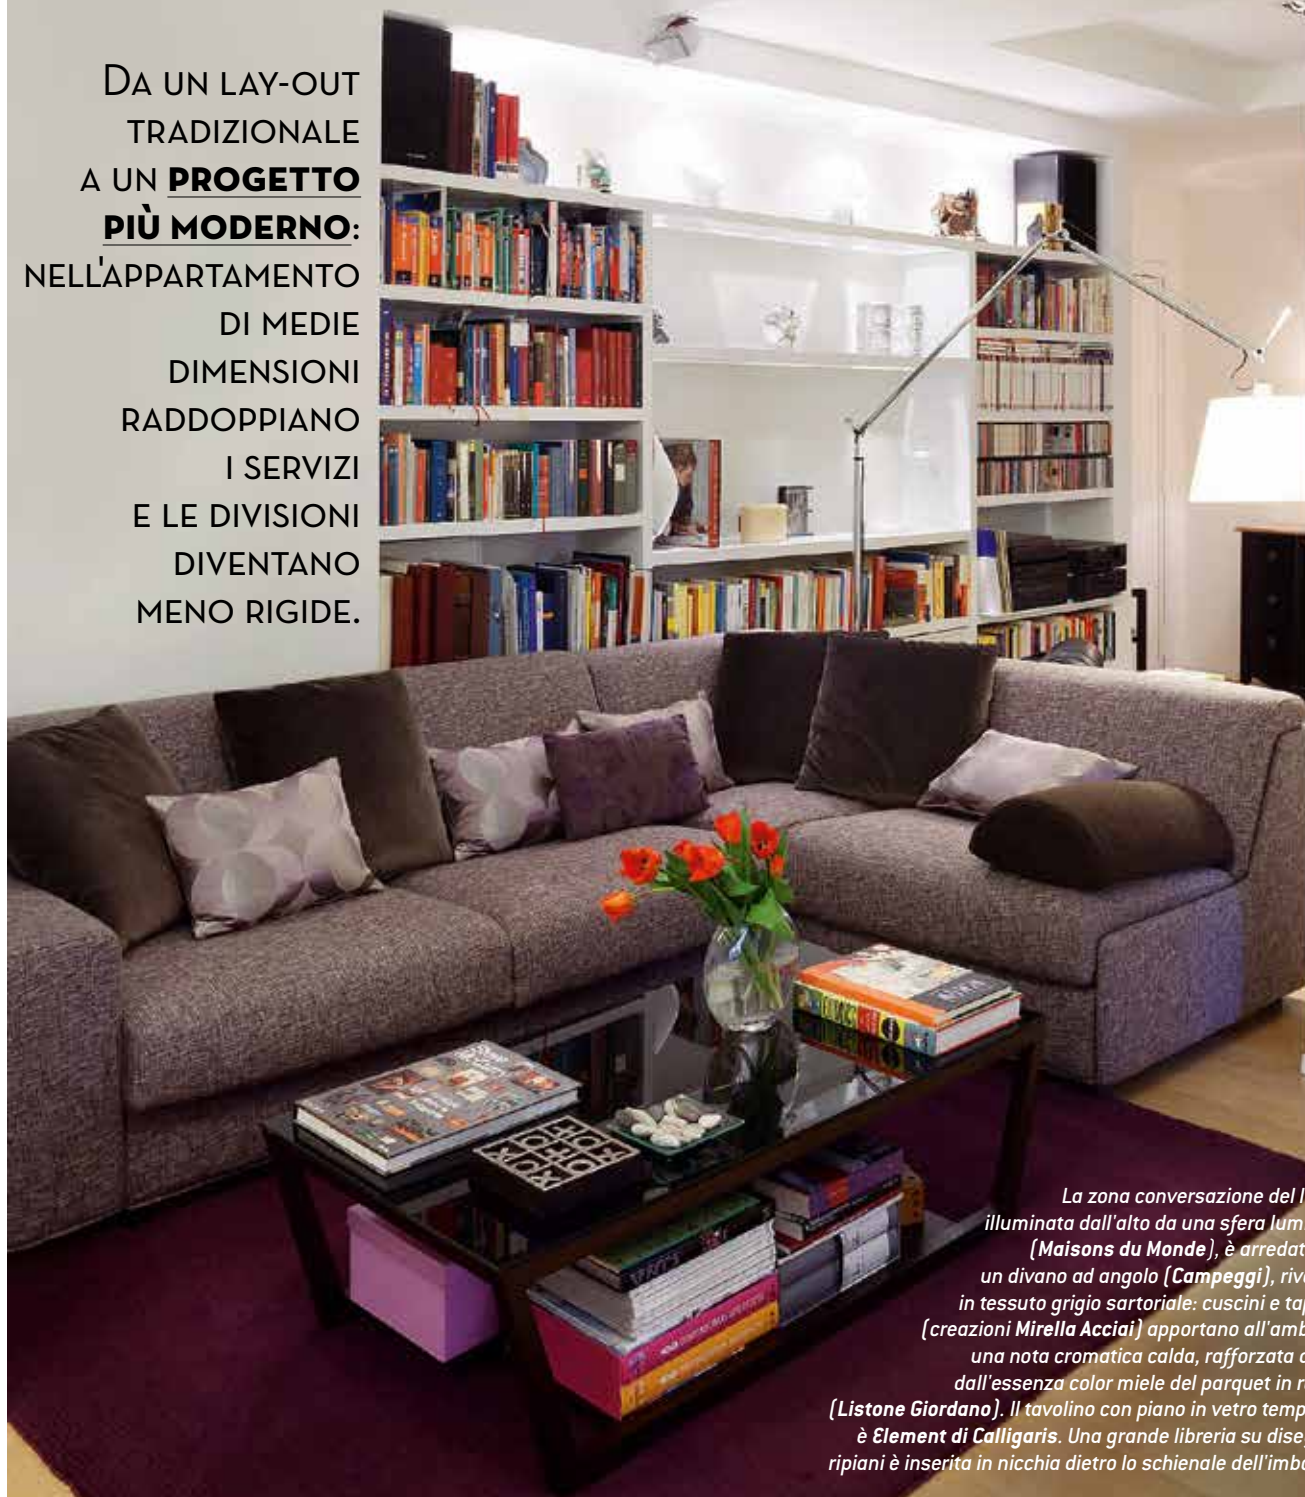 DA UN LAY-OUT
TRADIZIONALE
A UN PROGETTO
PIÙ MODERNO:
NELL'APPARTAMENTO
DI MEDIE
DIMENSIONI
RADDOPPIANO
I SERVIZI
E LE DIVISIONI
DIVENTANO
MENO RIGIDE.
La zona conversazione del
illuminata dall'alto da una sfera
(Maisons du Monde), è
un divano ad angolo (Campeggi),
in tessuto grigio sartoriale: cuscini e
(creazioni Mirella Acciai) apportano
una nota cromatica calda, rafforzata
dall'essenza color miele del parquet in
(Listone Giordano). Il tavolino con piano in vetro
è Element di Calligaris. Una grande libreria su
ripiani è inserita in nicchia dietro lo schienale